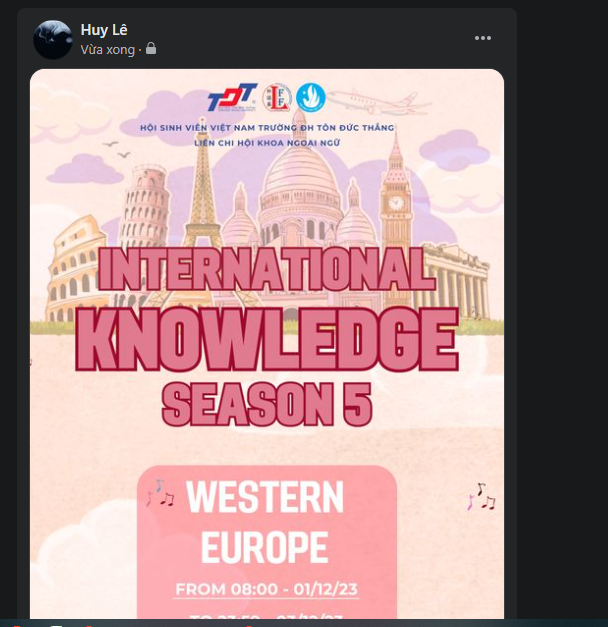 Huy Lê
Vừa xong
TDT
L F F
HỘI SINH VIÊN VIỆT NAM TRƯỜNG ĐH TÔN ĐỨC THẮNG
LIÊN CHI HỘI KHOA NGOẠI NGỮ
INTERNATIONAL
KNOWLEDGE
SEASON 5
WESTERN
EUROPE
FROM 08:00 - 01/12/23